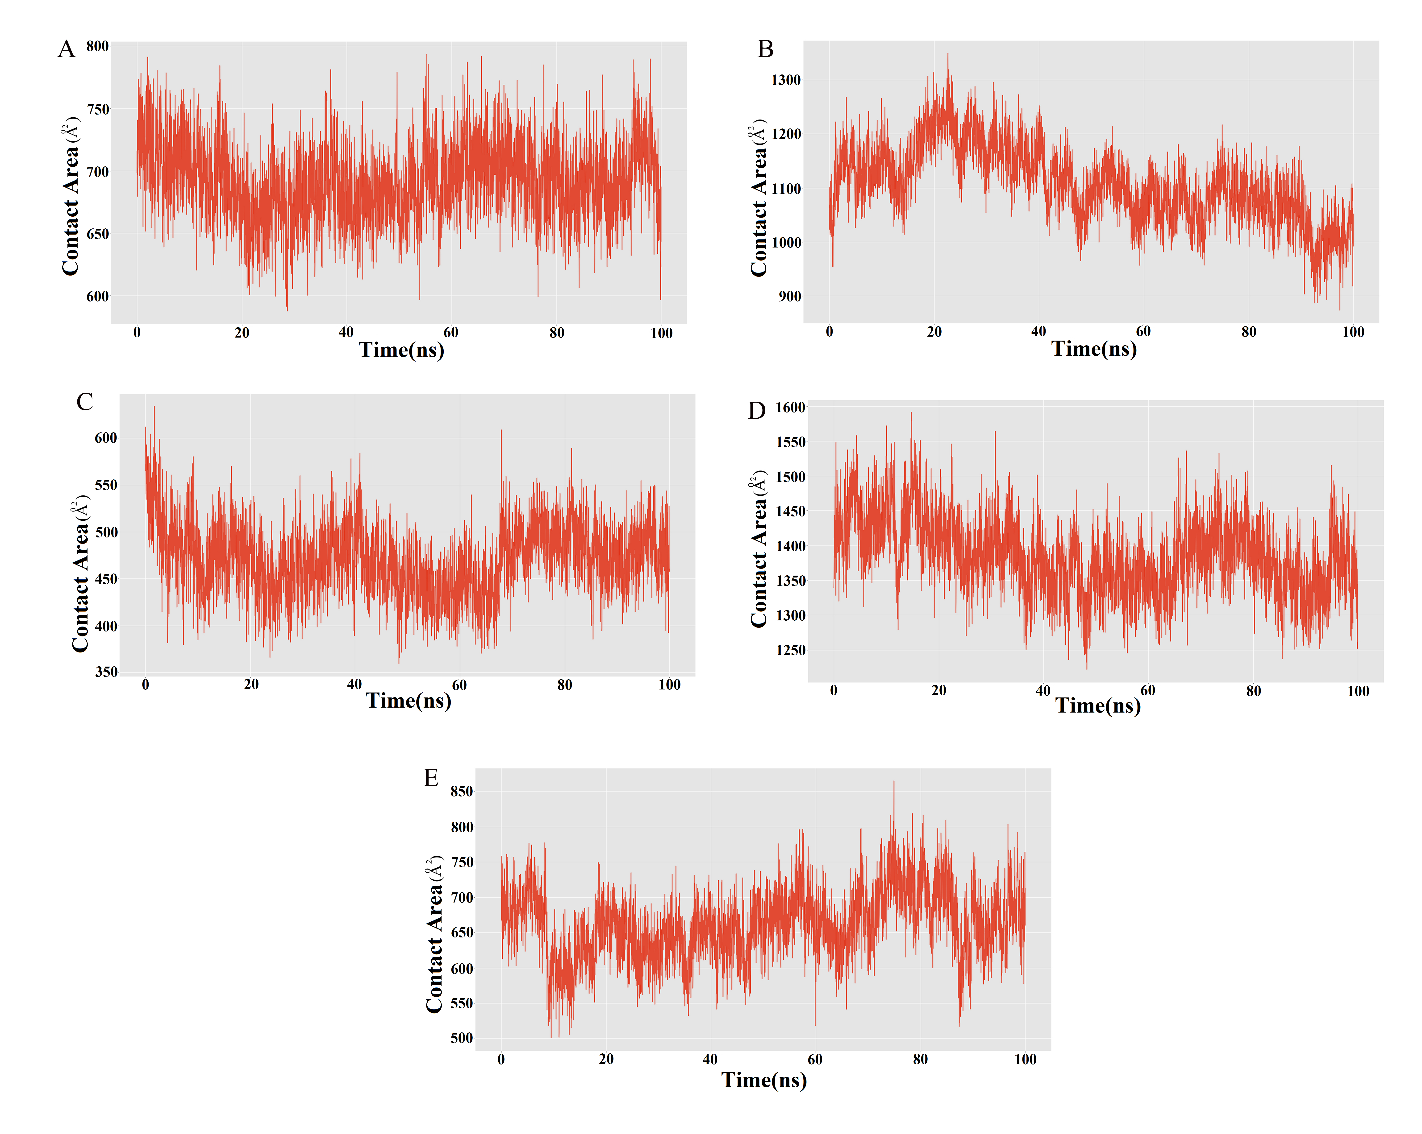 A
800
750
700
650
600
Contact Area(Å²)
0 20 40 60 80 100
Time(ns)
B
1300
1200
1100
1000
900
Contact Area(Å²)
0 20 40 60 80 100
Time(ns)
C
600
550
500
450
400
350
Contact Area(Å²)
0 20 40 60 80 100
Time(ns)
D
1600
1550
1500
1450
1400
1350
1300
1250
Contact Area(Å²)
0 20 40 60 80 100
Time(ns)
E
850
800
750
700
650
600
550
500
Contact Area(Å²)
0 20 40 60 80 100
Time(ns)